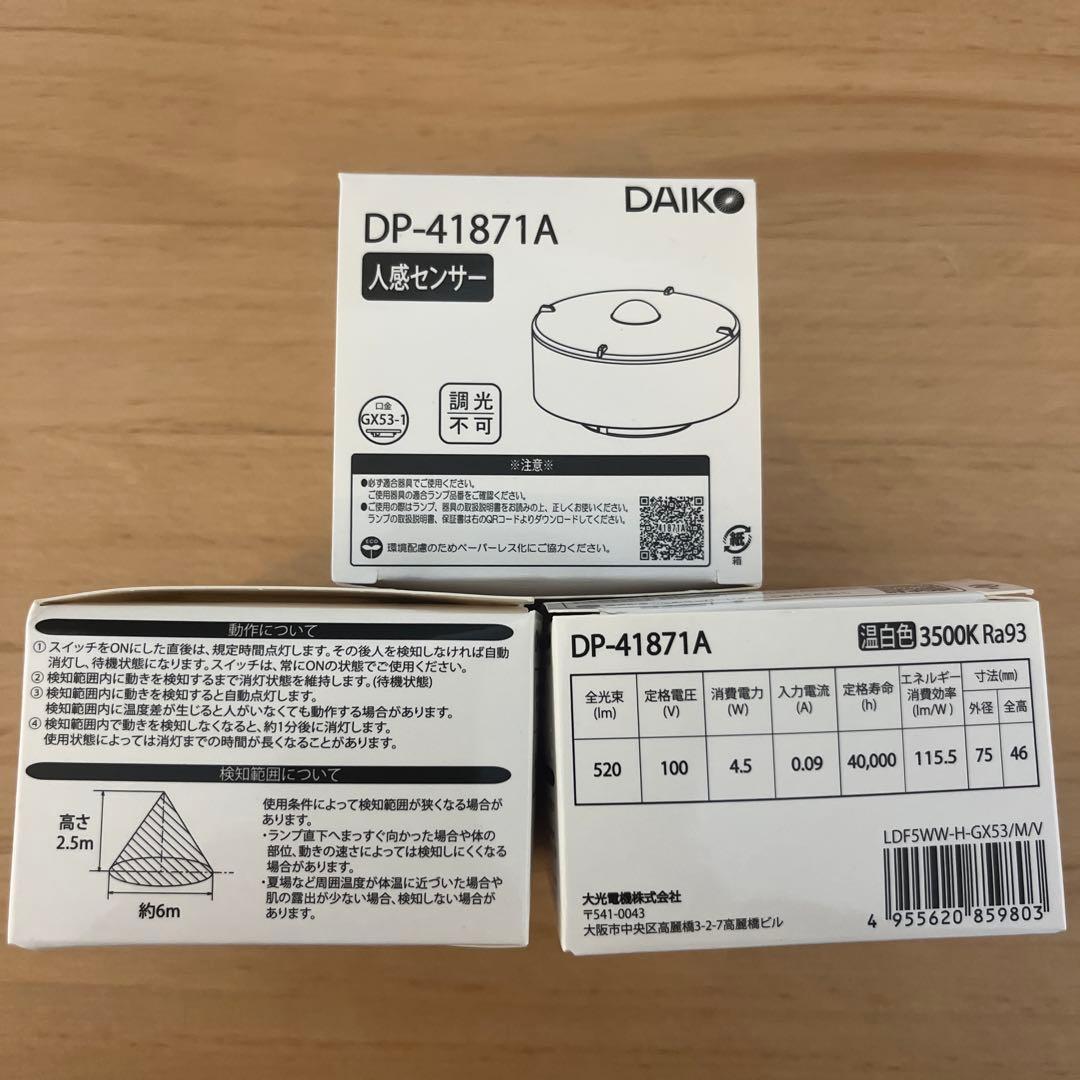 DAIKO
DP-41871A
人感センサー
口金
GX53-1
調光
不可
※注意※
●必ず適合器具でご使用ください。
ご使用器具の適合ランプ品番をご確認ください。
●ご使用の際はランプ、器具の取扱説明書をお読みの上、正しくお使いください。
ランプの取扱説明書、保証書は右のQRコードよりダウンロードしてください。
41871A
ECO
環境配慮のためペーパーレス化にご協力ください。
紙
箱
動作について
① スイッチをONにした直後は、規定時間点灯します。その後人を検知しなければ自動
消灯し、待機状態になります。スイッチは、常にONの状態でご使用ください。
② 検知範囲内に動きを検知するまで消灯状態を維持します。(待機状態)
③ 検知範囲内に動きを検知すると自動点灯します。
検知範囲内に温度差が生じると人がいなくても動作する場合があります。
④ 検知範囲内で動きを検知しなくなると、約1分後に消灯します。
使用状態によっては消灯までの時間が長くなることがあります。
検知範囲について
高さ
2.5m
約6m
使用条件によって検知範囲が狭くなる場合が
あります。
・ランプ直下へまっすぐ向かった場合や体の
部位、動きの速さによっては検知しにくくなる
場合があります。
・夏場など周囲温度が体温に近づいた場合や
肌の露出が少ない場合、検知しない場合が
あります。
DP-41871A 温白色 3500K Ra93
全光束 (lm) 定格電圧 (V) 消費電力 (W) 入力電流 (A) 定格寿命 (h) エネルギー消費効率 (lm/W) 寸法(mm) 外径 全高
520 100 4.5 0.09 40,000 115.5 75 46
LDF5WW-H-GX53/M/V
大光電機株式会社
〒541-0043
大阪市中央区高麗橋3-2-7高麗橋ビル
4 955620 859803